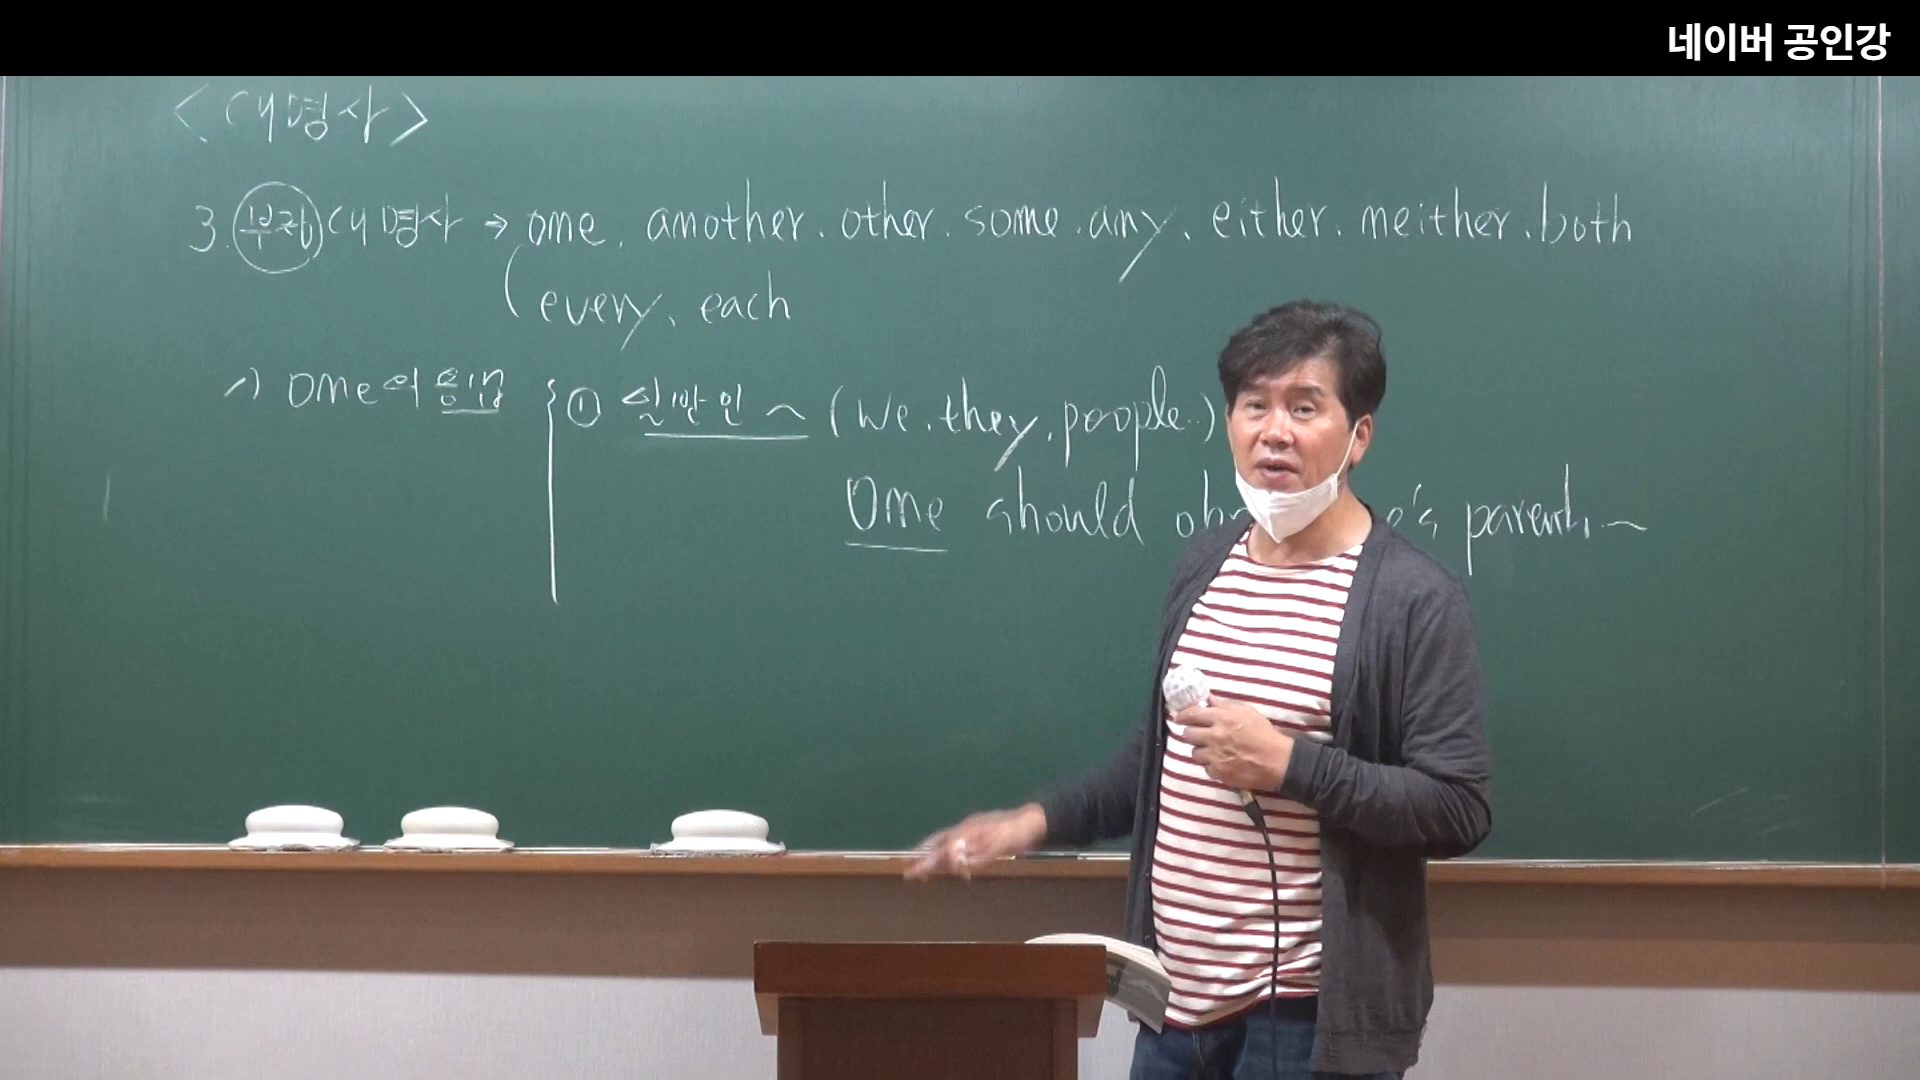 네이버 공인강
<대명사>
3. 부정대명사 → one. another. other. some. any. either. neither. both
every. each
1) one의 용법 { ① 일반인 ~ (we. they. people..)
One should parent. ~